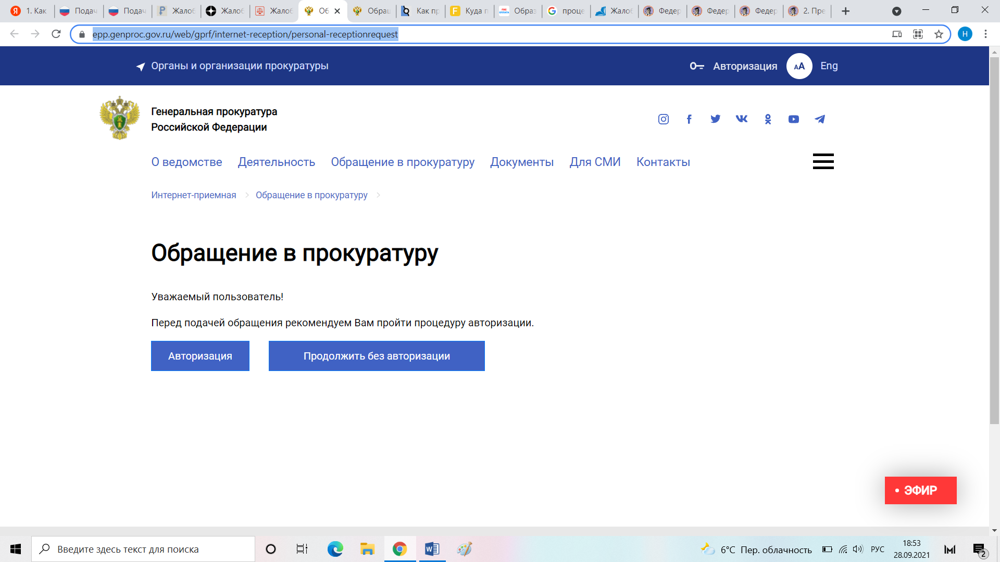 1. Как
Подач
Подач
Жалоб
Жалоб
Жалоб
Об
Обращ
Как пр
Куда п
Образ
проце
Жалоб
Федер
Федер
Федер
2. Пре
epp.genproc.gov.ru/web/gprf/internet-reception/personal-receptionrequest
Н
Органы и организации прокуратуры
Авторизация
AA
Eng
Генеральная прокуратура
Российской Федерации
О ведомстве Деятельность Обращение в прокуратуру Документы Для СМИ Контакты
Интернет-приемная > Обращение в прокуратуру >
Обращение в прокуратуру
Уважаемый пользователь!
Перед подачей обращения рекомендуем Вам пройти процедуру авторизации.
Авторизация
Продолжить без авторизации
• ЭФИР
Введите здесь текст для поиска
6°C Пер. облачность
РУС
18:53
28.09.2021
2